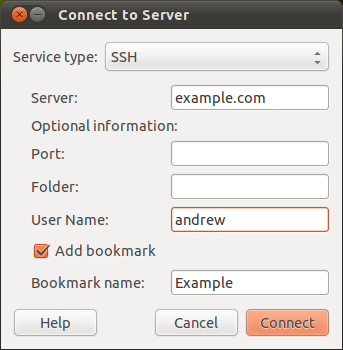 Connect to Server
Service type: SSH
Server: example.com
Optional information:
Port:
Folder:
User Name: andrew
Add bookmark
Bookmark name: Example
Help Cancel Connect